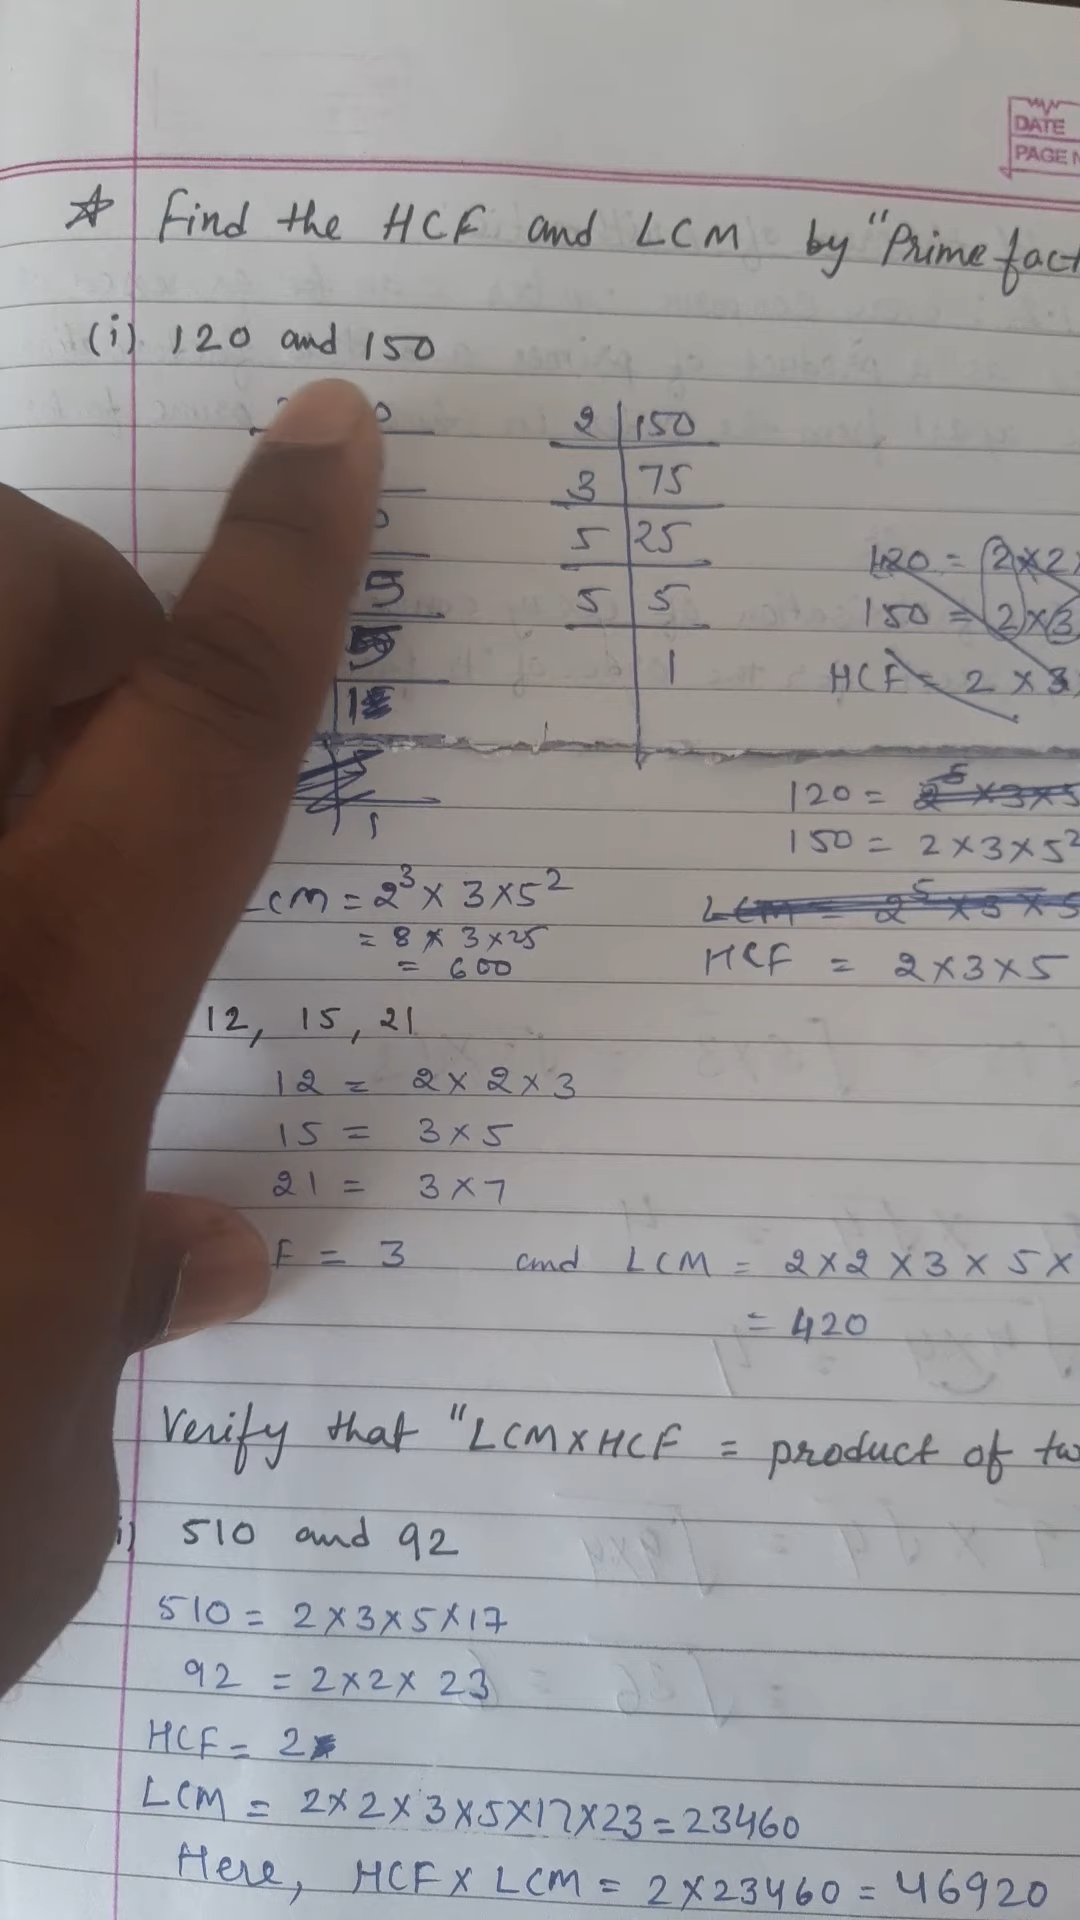 DATE
PAGE N
☆ Find the HCF and LCM by "Prime fact
(i) 120 and 150
2 | 150
3 | 75
5 | 25
5 | 5
1
5
1
120 = 2×2×
150 = 2×3
HCF = 2×3
120 =
150 = 2×3×5²
LCM = 2³ × 3×5²
= 8 × 3×25
= 600
HCF = 2×3×5
12, 15, 21
12 = 2×2×3
15 = 3×5
21 = 3×7
F = 3 and LCM = 2×2×3×5×
= 420
Verify that "LCM×HCF = product of tw
i) 510 and 92
510 = 2×3×5×17
92 = 2×2×23
HCF = 2
LCM = 2×2×3×5×17×23=23460
Here, HCF×LCM = 2×23460 = 46920